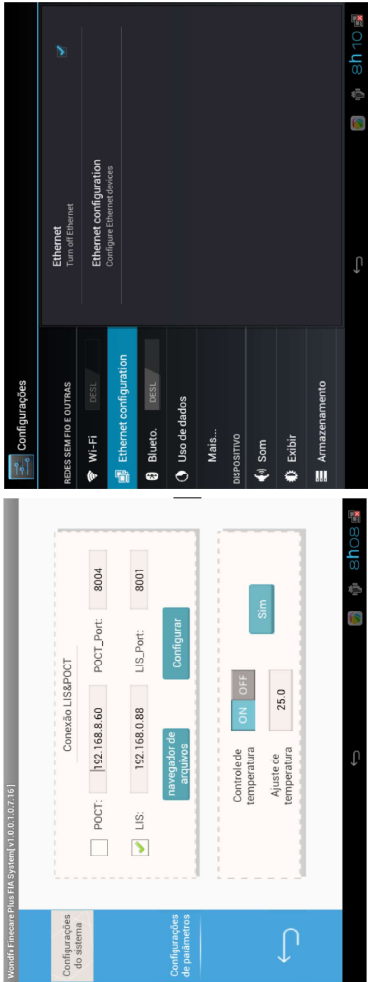 Configurações
REDES SEM FIO E OUTRAS
Wi-Fi
DESL.
Ethernet configuration
Blueto.
DESL.
Uso de dados
Mais...
DISPOSITIVO
Som
Exibir
Armazenamento
Ethernet
Turn off Ethernet
Ethernet configuration
Configure Ethernet devices
8h10
Wondfo Finecare Plus FIA System[v1.0.0.1.0.7.16]
Configurações
do sistema
Configurações
de parâmetros
Conexão LIS&POCT
POCT: 192.168.8.60 POCT_Port: 8004
LIS: 192.168.0.88 LIS_Port: 8001
navegador de
arquivos
Configurar
Controle de
temperatura
ON OFF
Ajuste de
temperatura
25.0
Sim
8h08